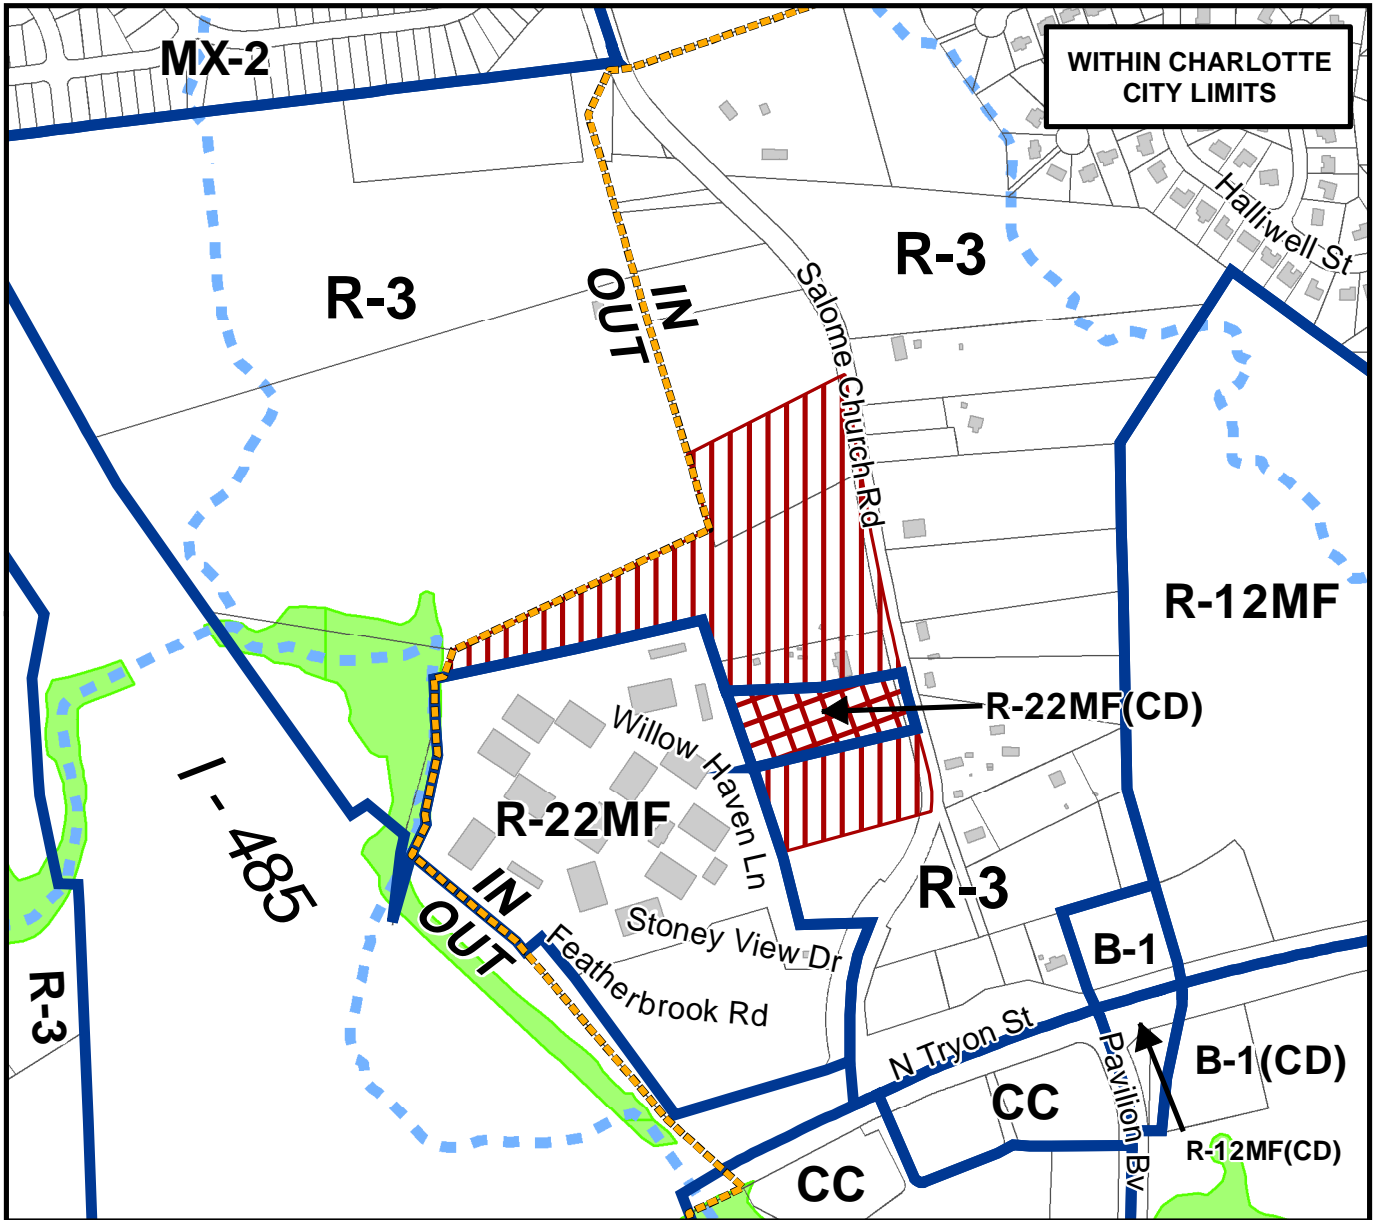 MX-2
WITHIN CHARLOTTE
CITY LIMITS
Halliwell St
R-3
R-3
IN
OUT
Salome Church Rd
R-12MF
R-22MF(CD)
Willow Haven Ln
R-22MF
I - 485
IN
OUT
R-3
Stoney View Dr
Featherbrook Rd
B-1
R-3
N Tryon St
Pavilion Bv
B-1(CD)
CC
R-12MF(CD)
CC